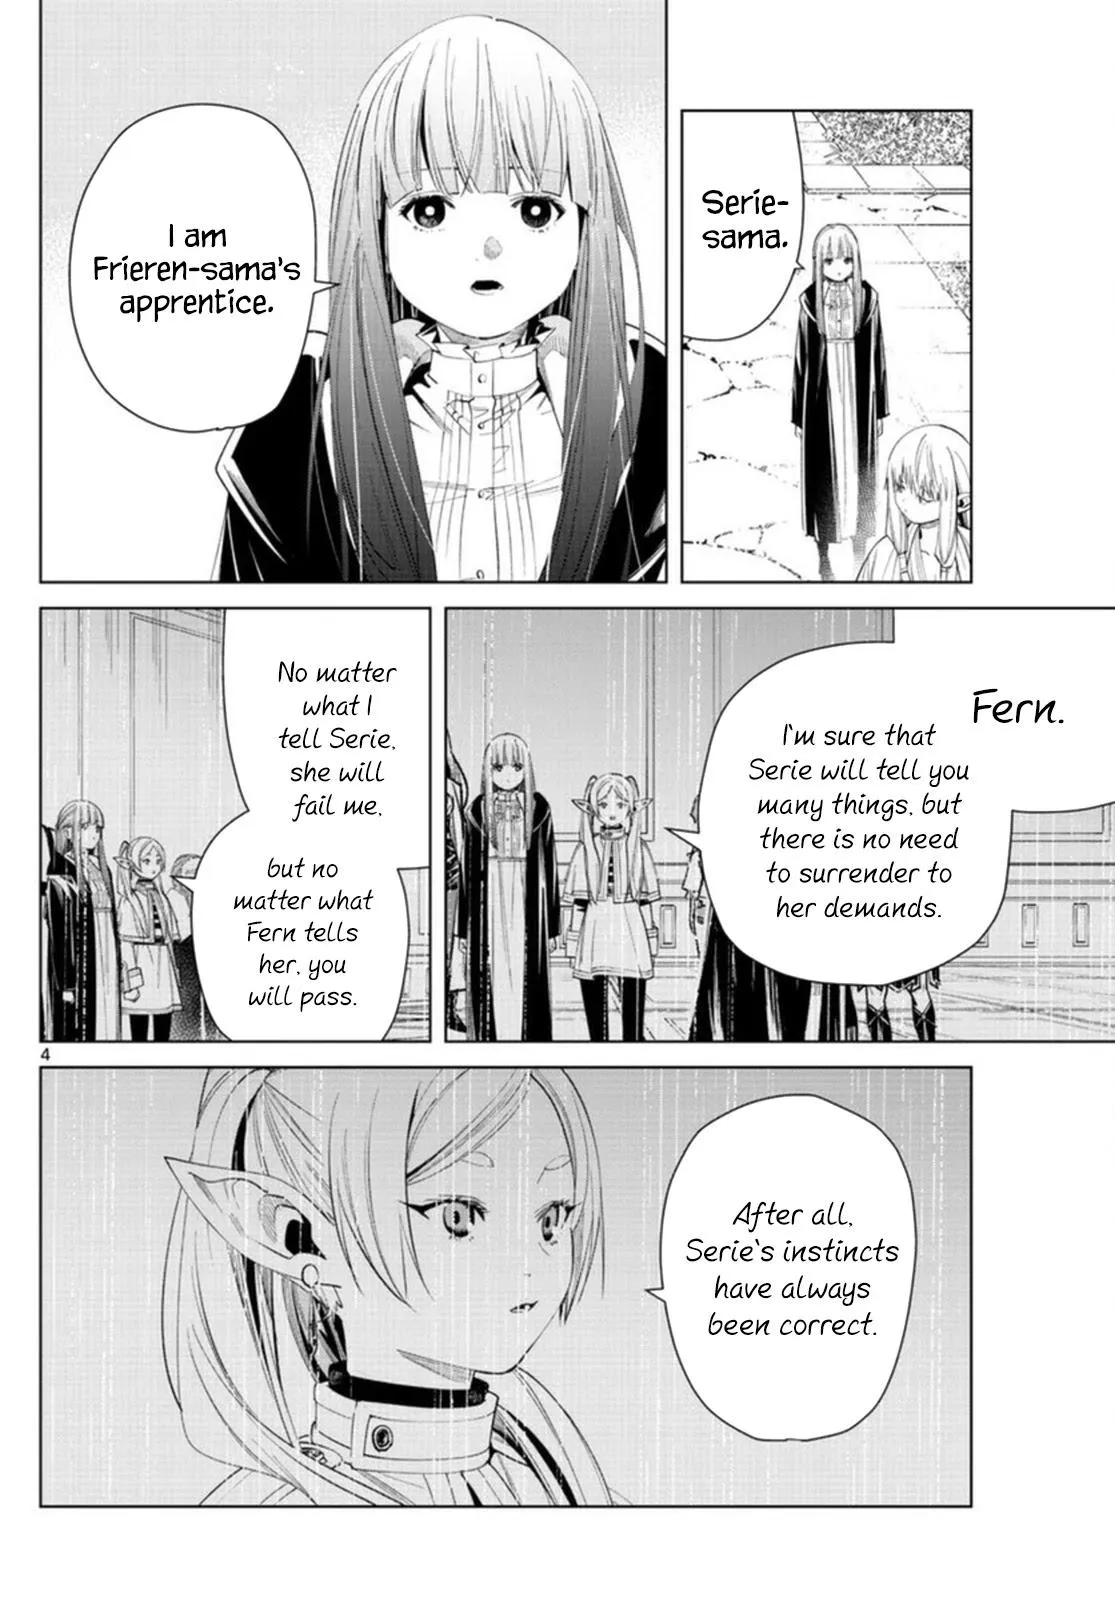 Serie-
sama.
I am
Frieren-sama's
apprentice.
Fern.
I'm sure that
Serie will tell you
many things, but
there is no need
to surrender to
her demands.
No matter
what I
tell Serie,
she will
fail me,
but no
matter what
Fern tells
her, you
will pass.
4
After all,
Serie's instincts
have always
been correct.